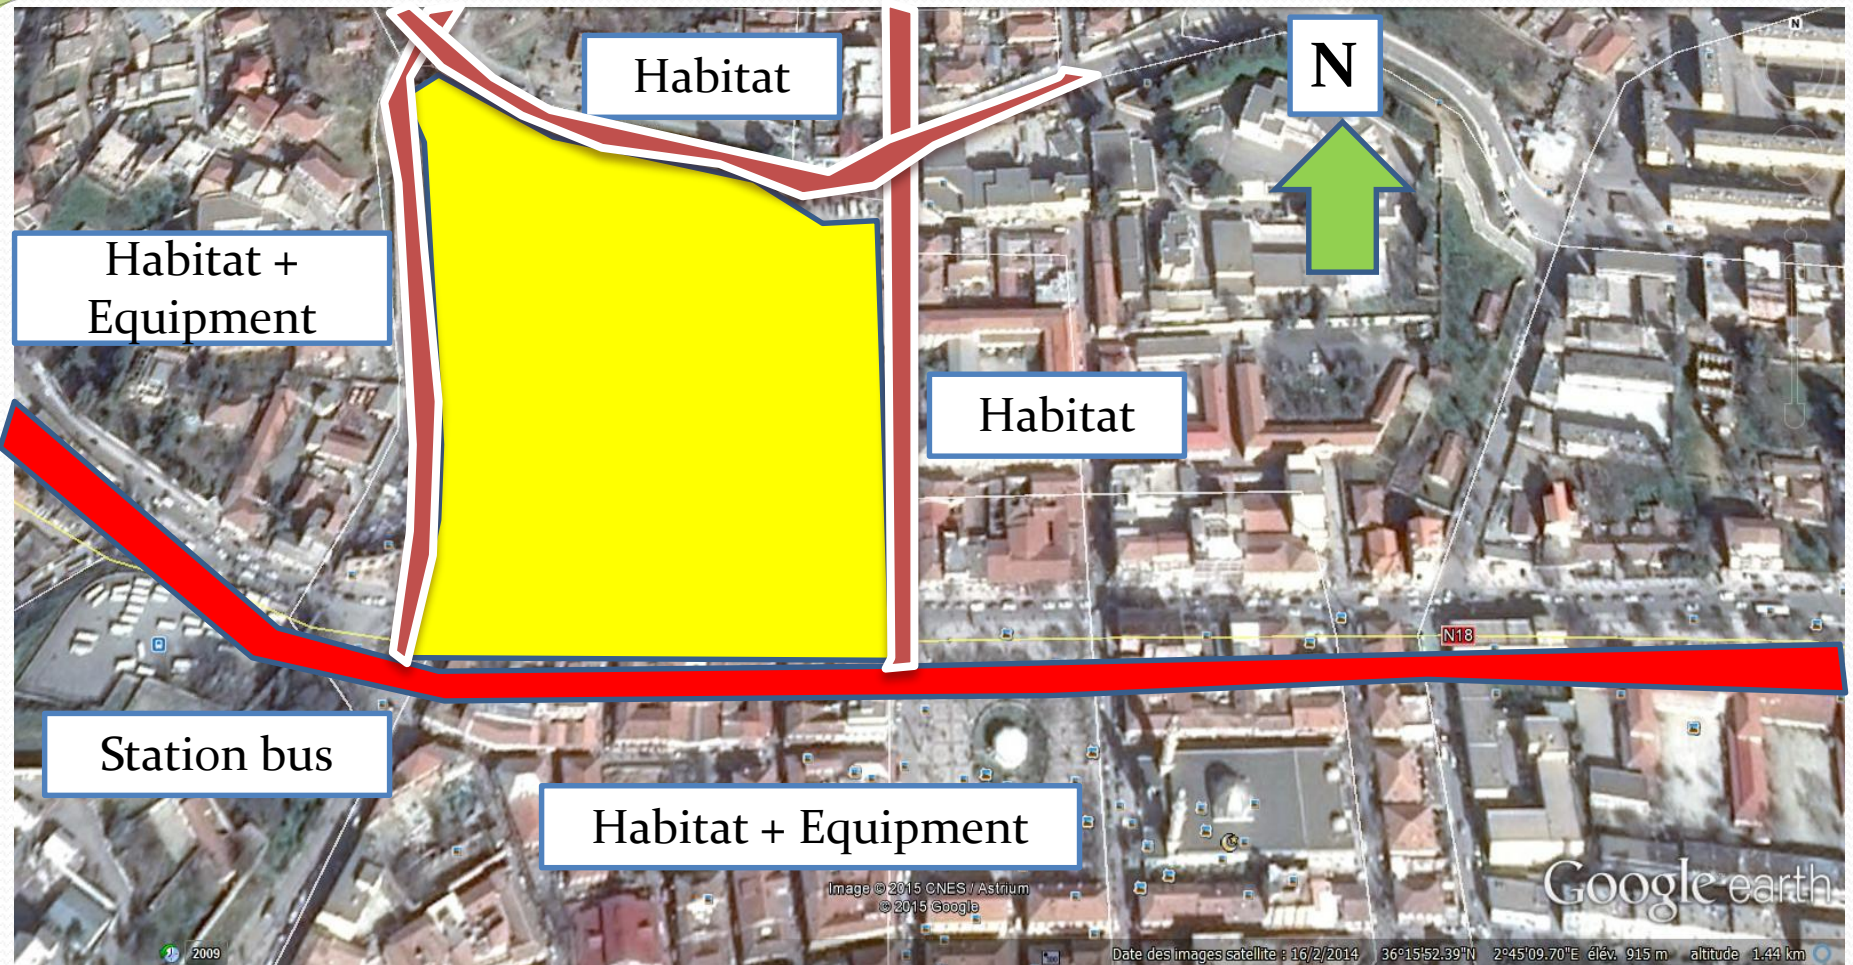 N
Habitat
N
Habitat +
Equipment
Habitat
N18
Station bus
Habitat + Equipment
Image © 2015 CNES / Astrium
© 2015 Google
Google earth
2009
Date des images satellite : 16/2/2014 36°15'52.39"N 2°45'09.70"E élév. 915 m altitude 1.44 km